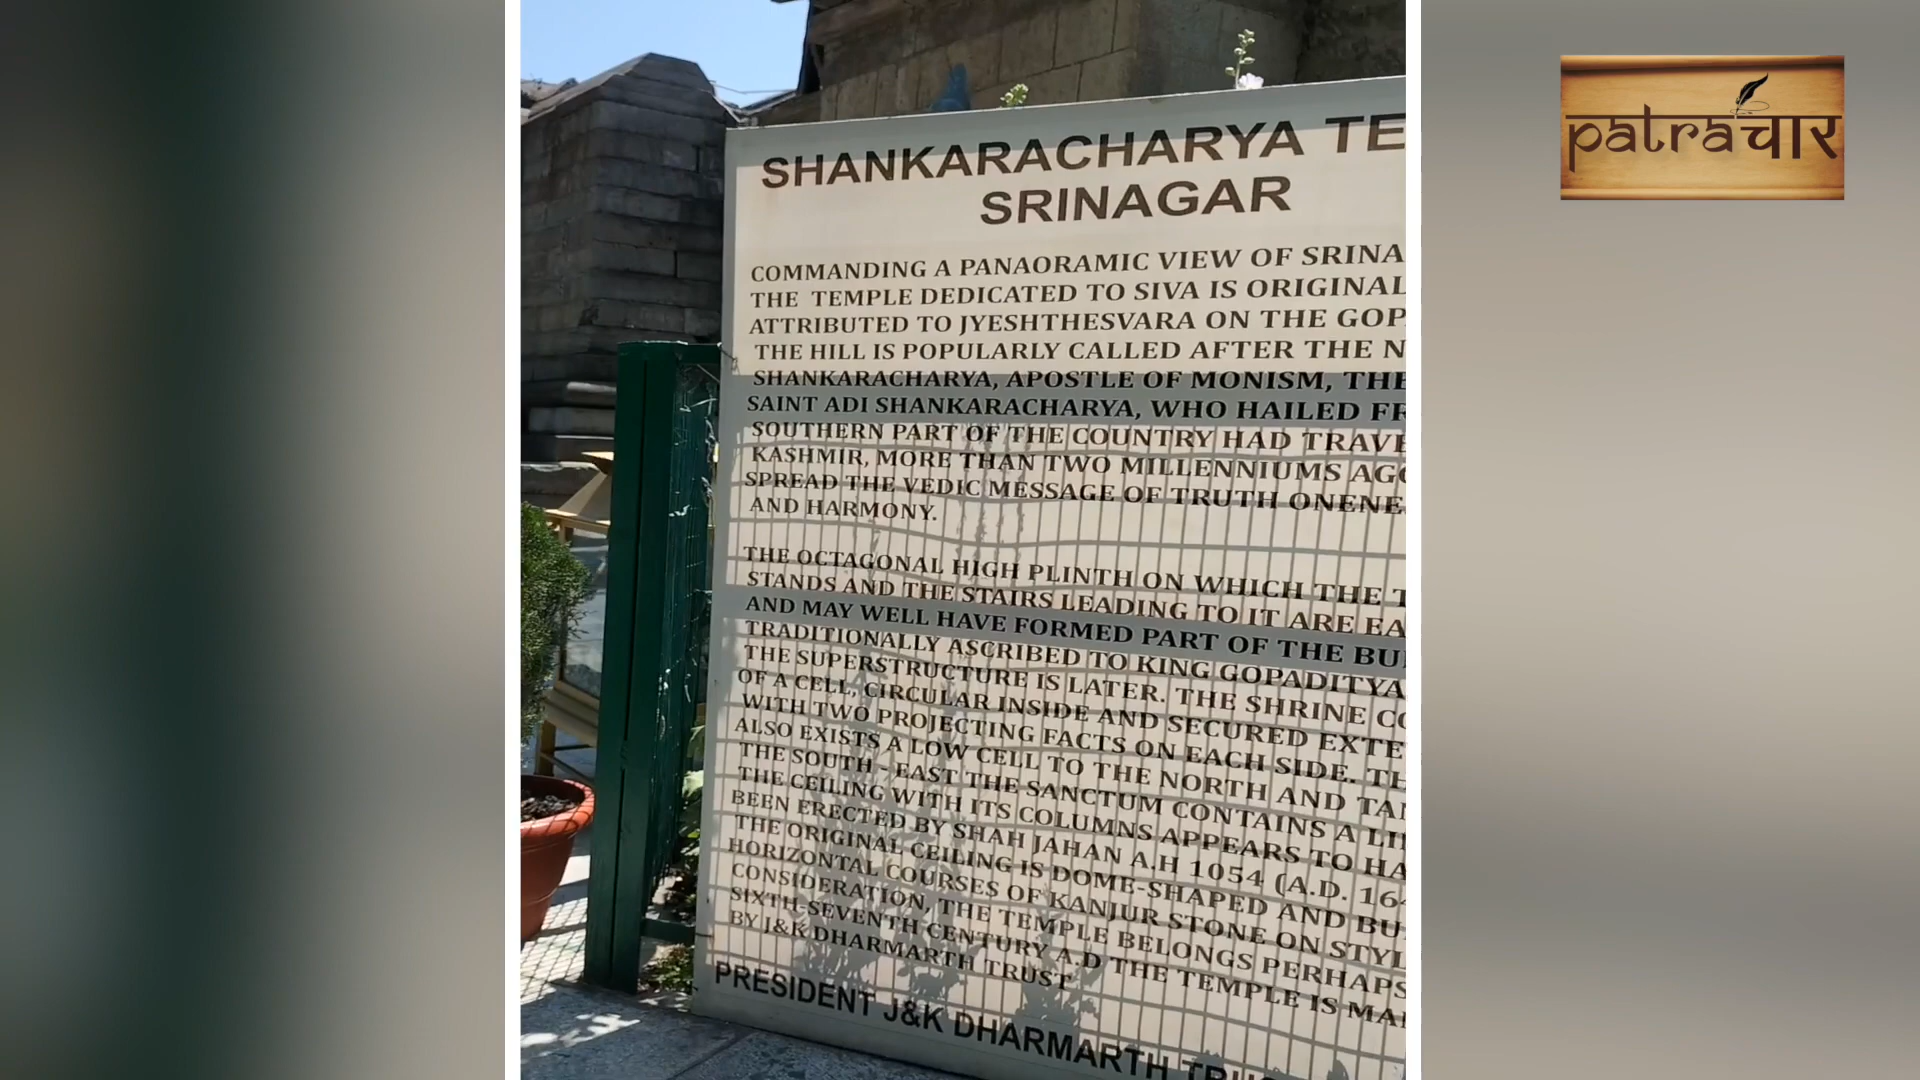 SHANKARACHARYA TE
SRINAGAR
COMMANDING A PANAORAMIC VIEW OF SRINA
THE TEMPLE DEDICATED TO SIVA IS ORIGINAL
ATTRIBUTED TO JYESHTHESVARA ON THE GOP
THE HILL IS POPULARLY CALLED AFTER THE N
SHANKARACHARYA, APOSTLE OF MONISM, THE
SAINT ADI SHANKARACHARYA, WHO HAILED FR
SOUTHERN PART OF THE COUNTRY HAD TRAVE
KASHMIR, MORE THAN TWO MILLENNIUMS AGO
SPREAD THE VEDIC MESSAGE OF TRUTH ONENE
AND HARMONY.
THE OCTAGONAL HIGH PLINTH ON WHICH THE T
STANDS AND THE STAIRS LEADING TO IT ARE EA
AND MAY WELL HAVE FORMED PART OF THE BUI
TRADITIONALLY ASCRIBED TO KING GOPADITYA
THE SUPERSTRUCTURE IS LATER. THE SHRINE CO
OF A CELL, CIRCULAR INSIDE AND SECURED EXTE
WITH TWO PROJECTING FACTS ON EACH SIDE. TH
ALSO EXISTS A LOW CELL TO THE NORTH AND TAN
THE SOUTH - EAST THE SANCTUM CONTAINS A LI
THE CEILING WITH ITS COLUMNS APPEARS TO HA
BEEN ERECTED BY SHAH JAHAN A.H 1054 (A.D. 164
THE ORIGINAL CEILING IS DOME-SHAPED AND BU
HORIZONTAL COURSES OF KANJUR STONE ON STYL
CONSIDERATION, THE TEMPLE BELONGS PERHAPS
SIXTH-SEVENTH CENTURY A.D THE TEMPLE IS MA
BY J&K DHARMARTH TRUST
PRESIDENT J&K DHARMARTH TRUS
patraचार